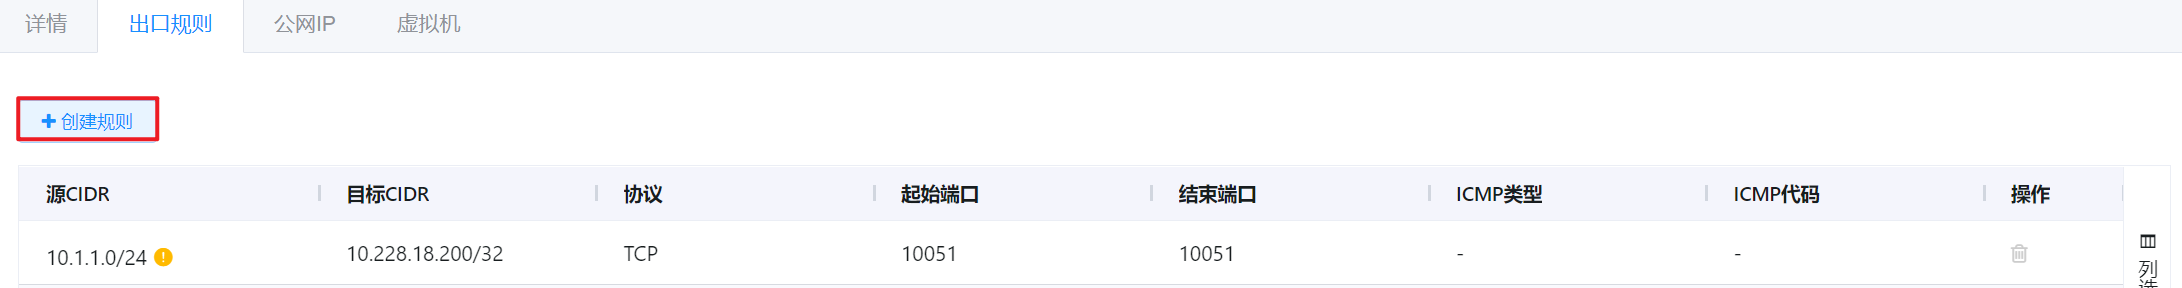 详情 出口规则 公网IP 虚拟机
+ 创建规则
源CIDR 目标CIDR 协议 起始端口 结束端口 ICMP类型 ICMP代码 操作
10.1.1.0/24 10.228.18.200/32 TCP 10051 10051 - -
列